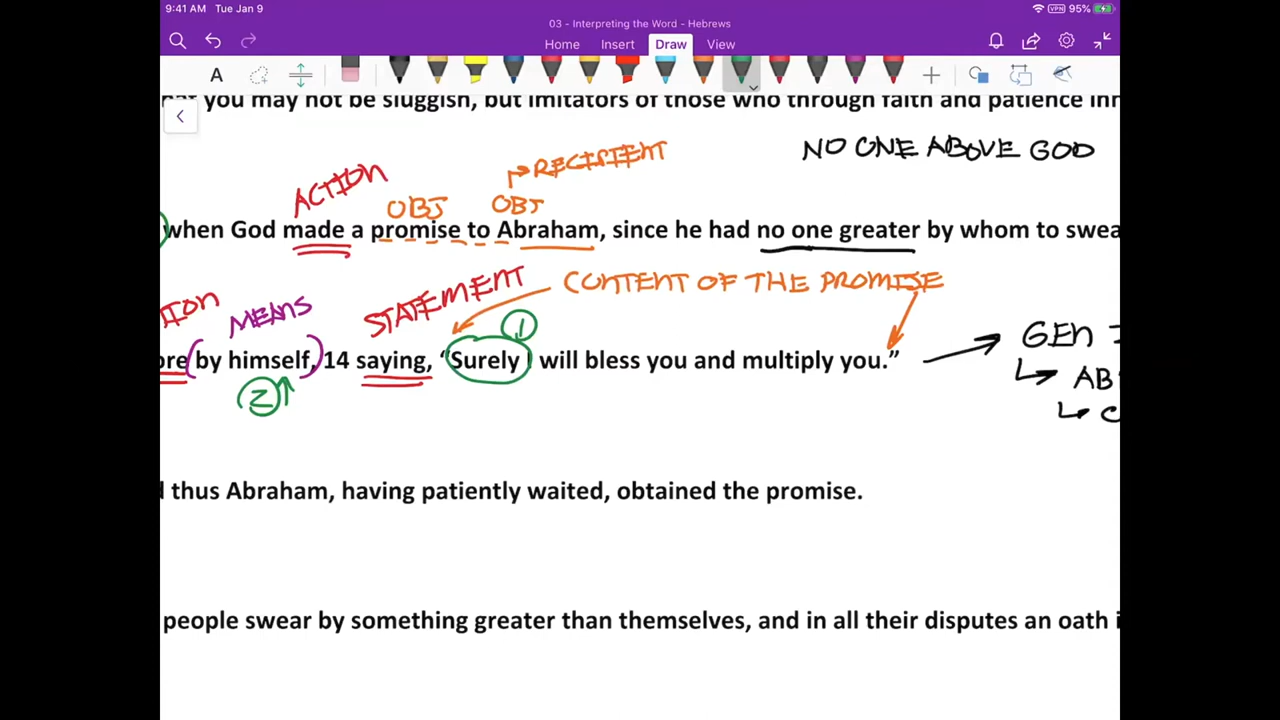 9:41 AM Tue Jan 9
VPN 95%
03 - Interpreting the Word - Hebrews
Home Insert Draw View
A
you may not be sluggish, but imitators of those who through faith and patience
NO ONE ABOVE GOD
RECIPIENT
ACTION
OBJ OBJ
when God made a promise to Abraham, since he had no one greater by whom to swea
CONTENT OF THE PROMISE
STATEMENT
TION MEANS
1
GEN
ore (by himself,) 14 saying, “Surely I will bless you and multiply you.”
AB
2
thus Abraham, having patiently waited, obtained the promise.
people swear by something greater than themselves, and in all their disputes an oath i